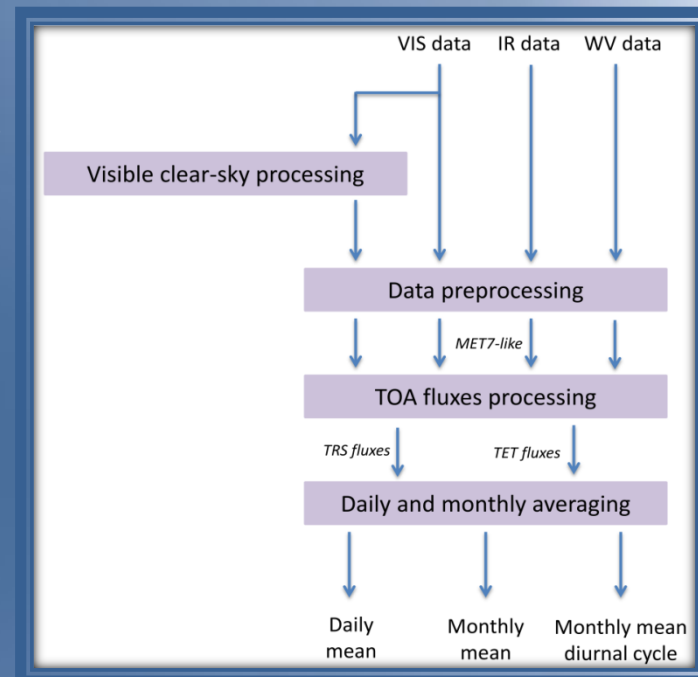 VIS data IR data WV data
Visible clear-sky processing
Data preprocessing
MET7-like
TOA fluxes processing
TRS fluxes TET fluxes
Daily and monthly averaging
Daily
mean
Monthly
mean
Monthly mean
diurnal cycle